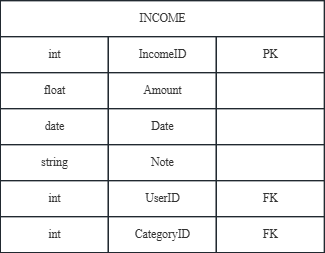 INCOME
int IncomeID PK
float Amount
date Date
string Note
int UserID FK
int CategoryID FK